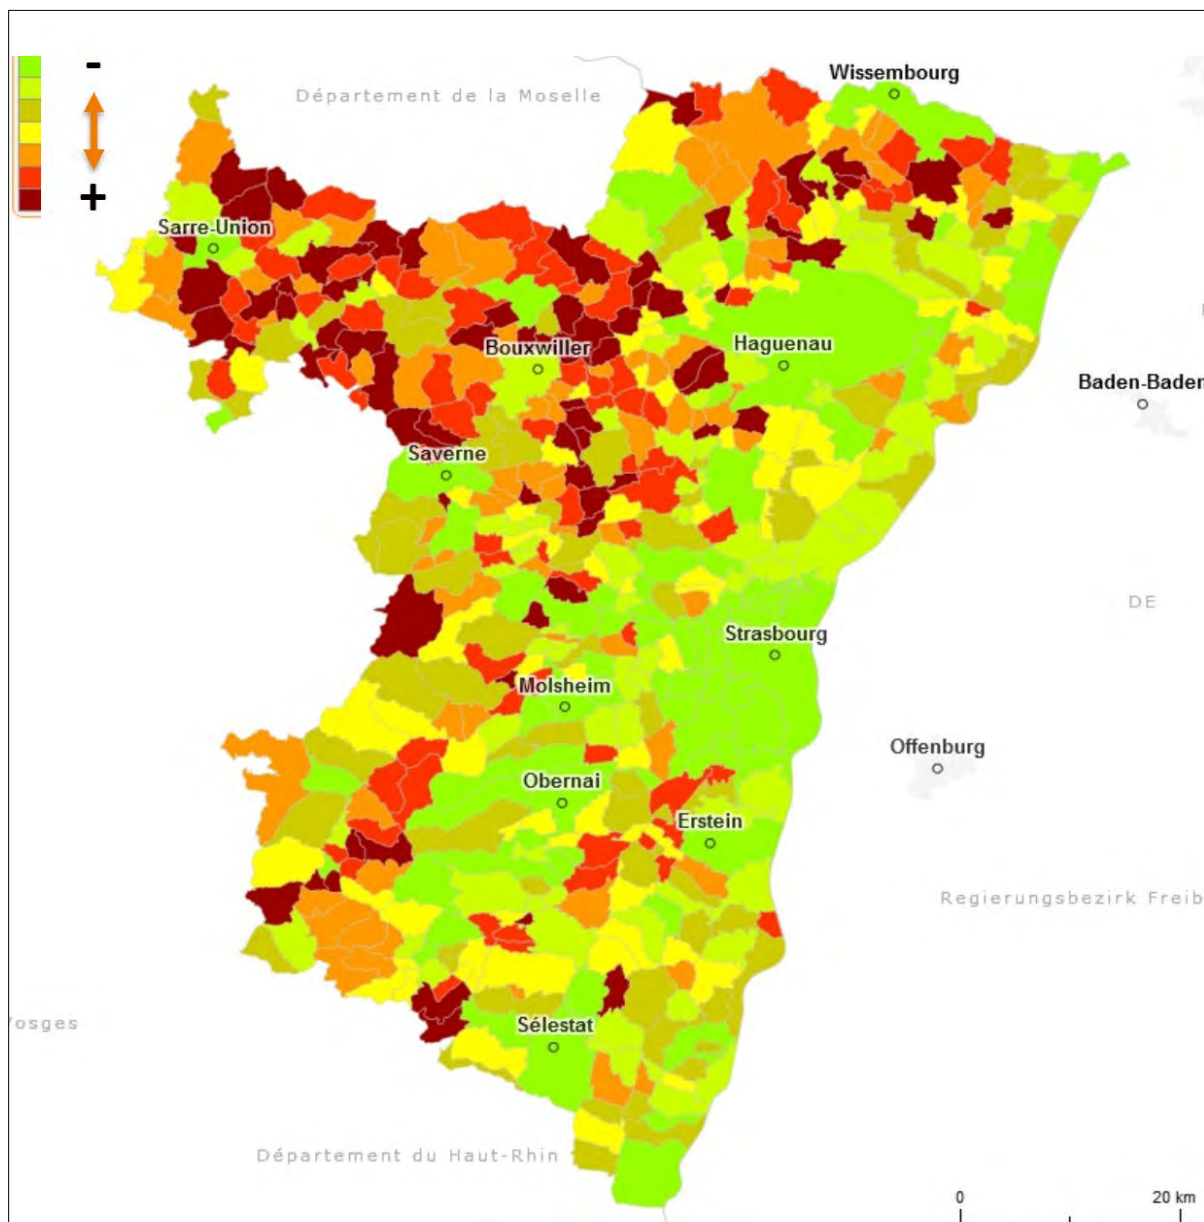 -
+
Wissembourg
Département de la Moselle
Sarre-Union
Bouxwiller
Haguenau
Baden-Baden
Saverne
DE
Strasbourg
Molsheim
Offenburg
Obernai
Erstein
Regierungsbezirk Freib
Vosges
Sélestat
Département du Haut-Rhin
0
20 km